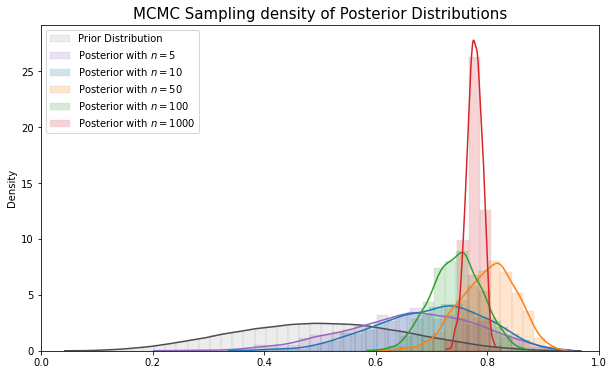 MCMC Sampling density of Posterior Distributions
Prior Distribution
Posterior with n = 5
Posterior with n = 10
Posterior with n = 50
Posterior with n = 100
Posterior with n = 1000
Density
25
20
15
10
5
0
0.0 0.2 0.4 0.6 0.8 1.0